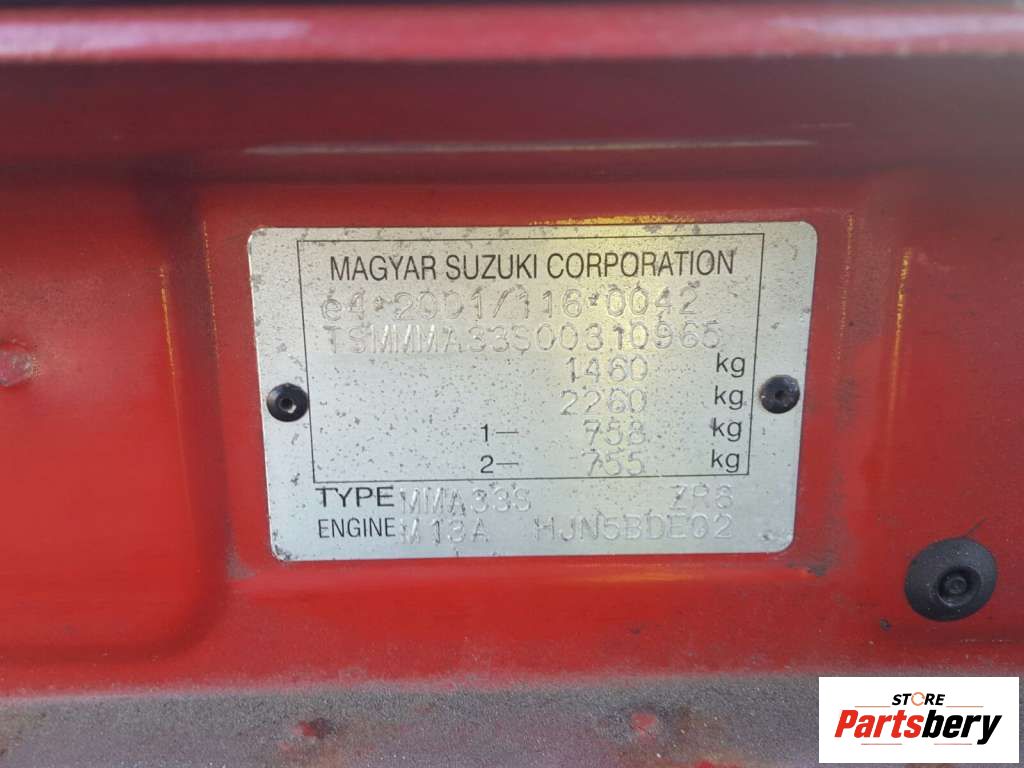 MAGYAR SUZUKI CORPORATION
e4*2001/116*0042
TSMMMA33S00310965
1460 kg
2260 kg
1— 758 kg
2— 755 kg
TYPE MMA33S ZR6
ENGINE M13A HJN5BDE02
STORE
Partsbery